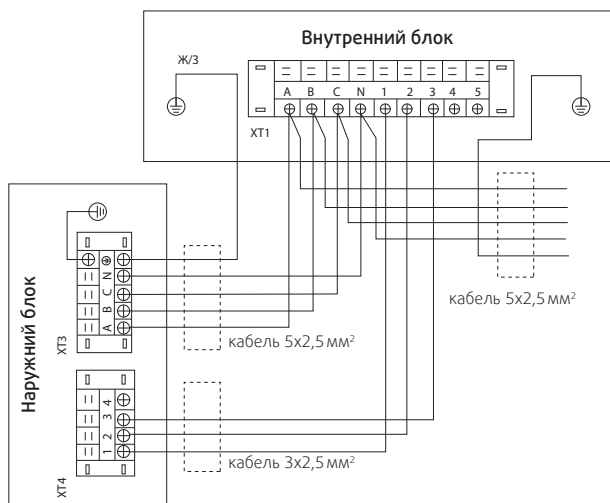 Внутренний блок
Ж/З
A B C N 1 2 3 4 5
XT1
Наружний блок
N
C
B
A
XT3
кабель 5х2,5 мм²
кабель 5х2,5 мм²
4
3
2
1
XT4
кабель 3х2,5 мм²